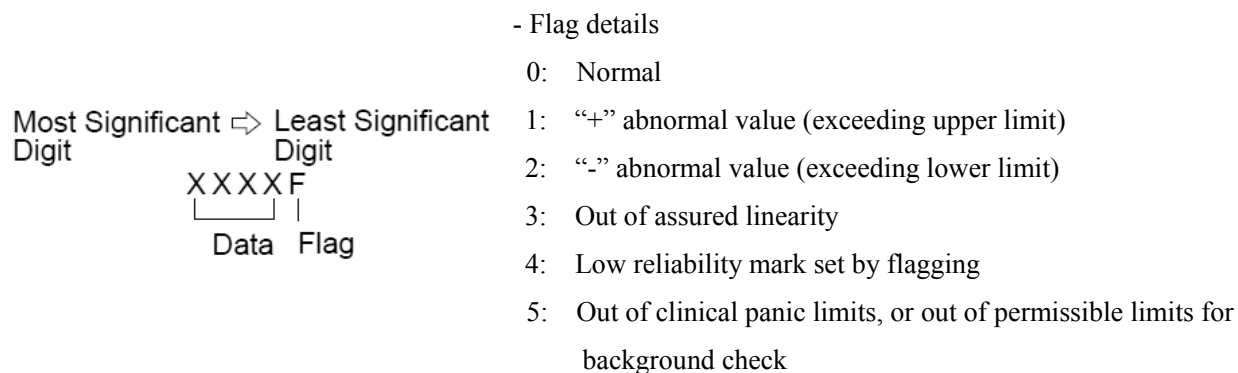 Most Significant ⇨ Least Significant
Digit Digit
XXXXF
Data Flag
- Flag details
0: Normal
1: “+” abnormal value (exceeding upper limit)
2: “-” abnormal value (exceeding lower limit)
3: Out of assured linearity
4: Low reliability mark set by flagging
5: Out of clinical panic limits, or out of permissible limits for
background check